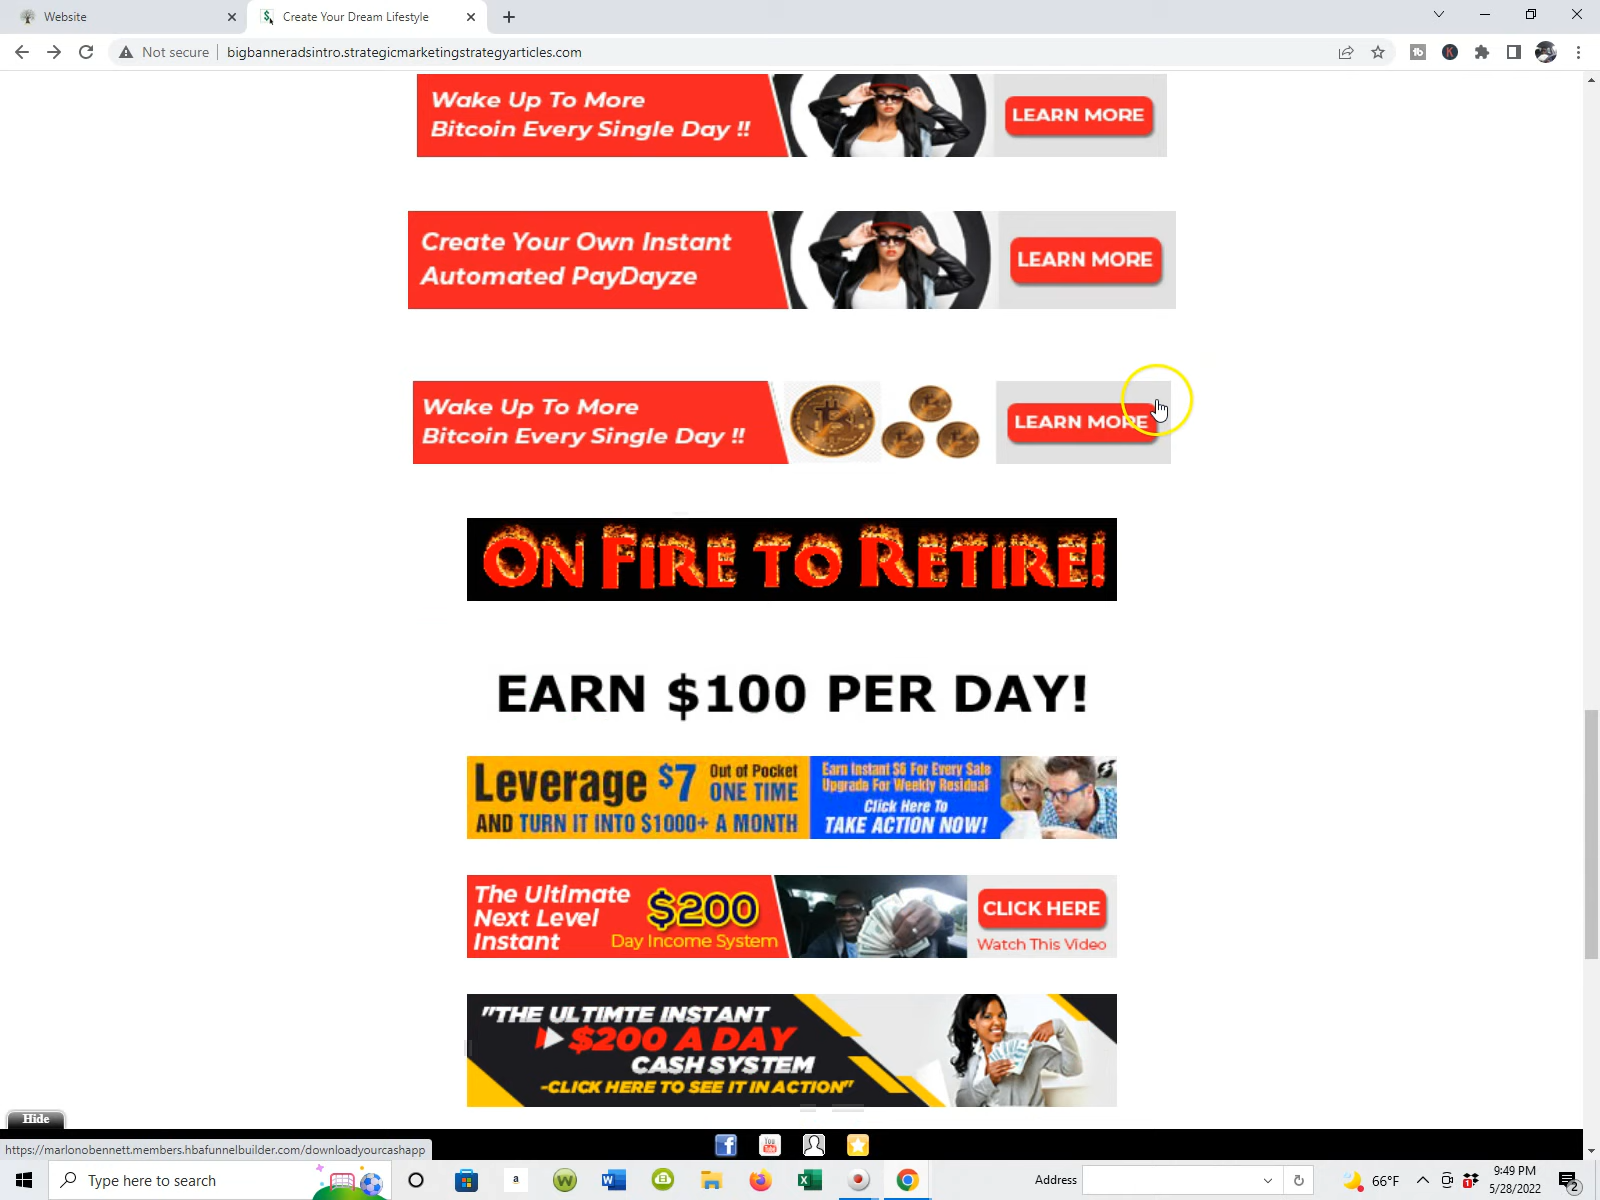 Website
Create Your Dream Lifestyle
Not secure
bigbanneradsintro.strategicmarketingstrategyarticles.com
Wake Up To More
Bitcoin Every Single Day !!
LEARN MORE
Create Your Own Instant
Automated PayDayze
LEARN MORE
Wake Up To More
Bitcoin Every Single Day !!
LEARN MORE
ON FIRE TO RETIRE!
EARN $100 PER DAY!
Leverage $7 Out of Pocket
ONE TIME
AND TURN IT INTO $1000+ A MONTH
Earn Instant $6 For Every Sale
Upgrade For Weekly Residual
Click Here To
TAKE ACTION NOW!
The Ultimate
Next Level
Instant
$200
Day Income System
CLICK HERE
Watch This Video
"THE ULTIMTE INSTANT
$200 A DAY
CASH SYSTEM
-CLICK HERE TO SEE IT IN ACTION"
Hide
https://marlonobennett.members.hbafunnelbuilder.com/downloadyourcashapp
You
Type here to search
Address
66°F
9:49 PM
5/28/2022
2